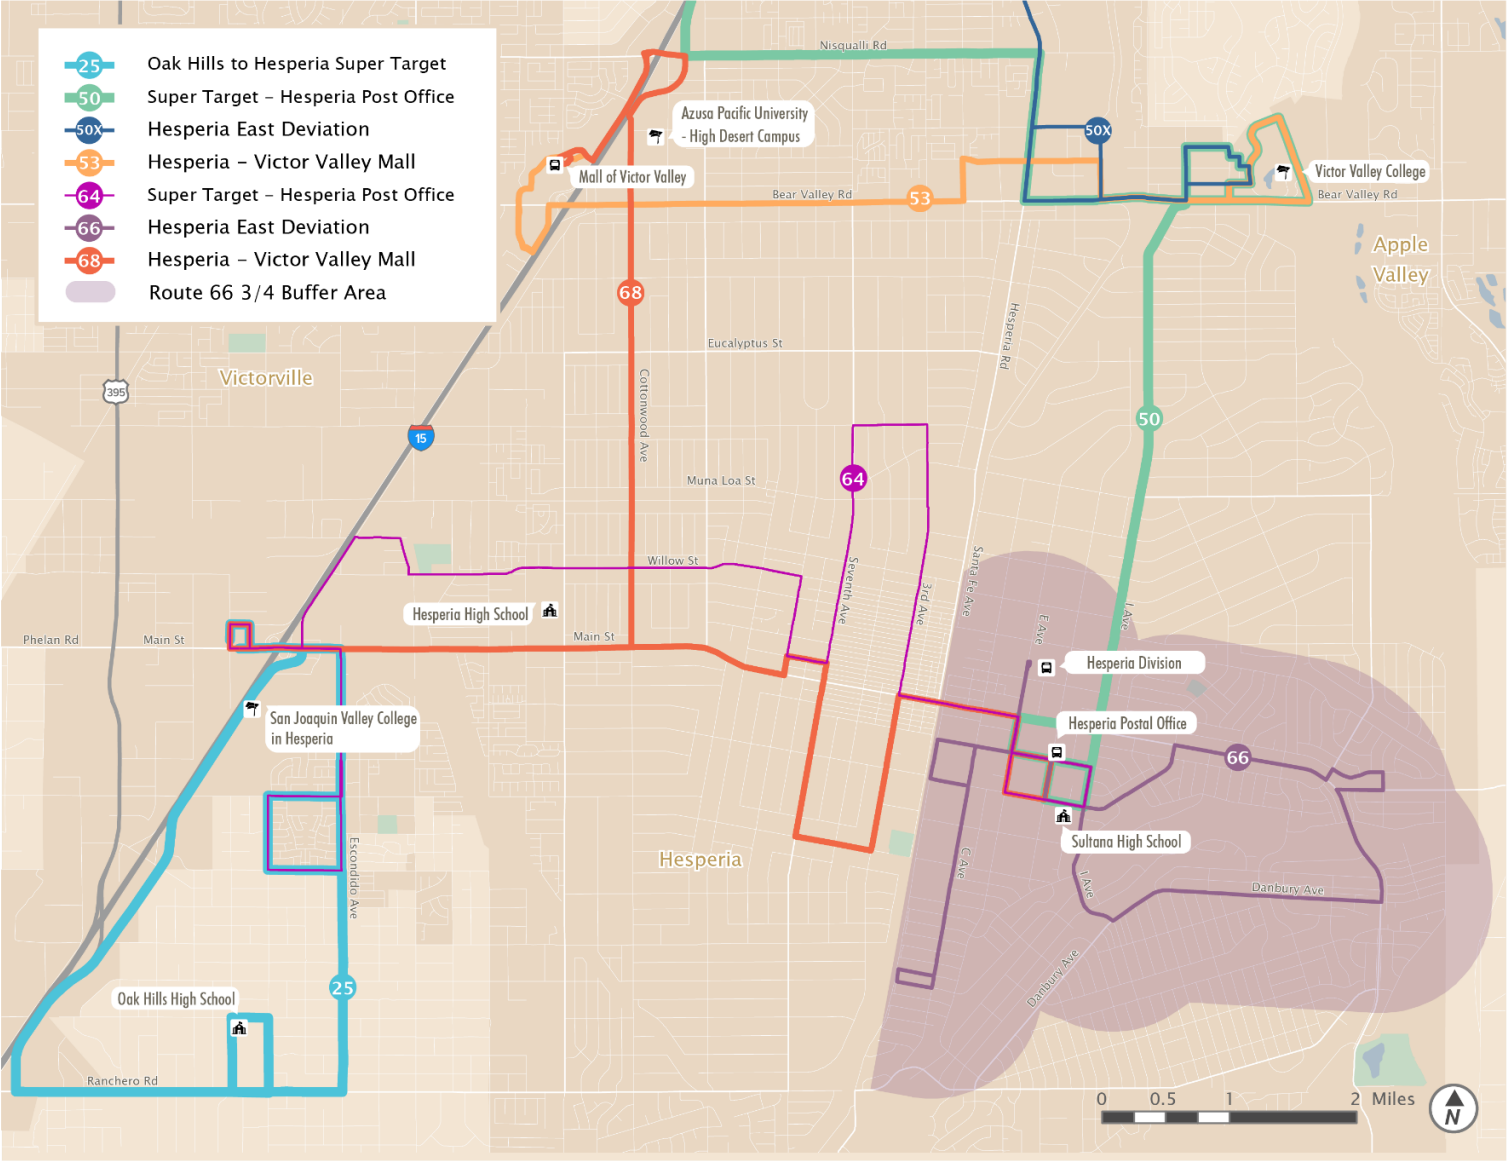 25 Oak Hills to Hesperia Super Target
50 Super Target – Hesperia Post Office
50X Hesperia East Deviation
53 Hesperia – Victor Valley Mall
64 Super Target – Hesperia Post Office
66 Hesperia East Deviation
68 Hesperia – Victor Valley Mall
Route 66 3/4 Buffer Area
Nisqualli Rd
Azusa Pacific University
- High Desert Campus
50X
Mall of Victor Valley
Victor Valley College
Bear Valley Rd
53
Bear Valley Rd
Apple
Valley
68
Hesperia Rd
Eucalyptus St
Victorville
395
Cottonwood Ave
15
50
Muna Loa St
64
Willow St
Seventh Ave
3rd Ave
Santa Fe Ave
E Ave
I Ave
Hesperia High School
Phelan Rd
Main St
Main St
Hesperia Division
San Joaquin Valley College
in Hesperia
Hesperia Postal Office
66
Sultana High School
Hesperia
Escondido Ave
C Ave
I Ave
Danbury Ave
Danbury Ave
25
Oak Hills High School
Ranchero Rd
0 0.5 1 2 Miles
N